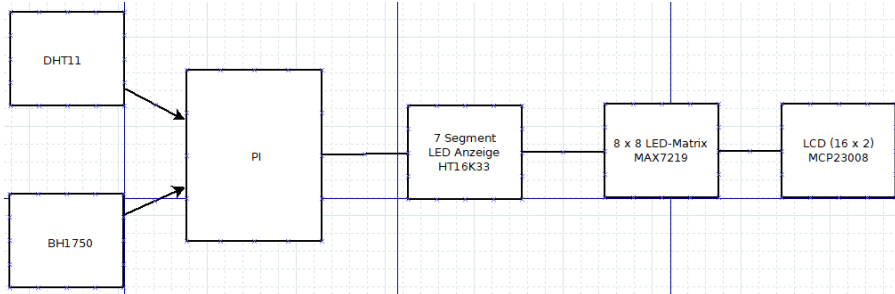 DHT11
BH1750
PI
7 Segment
LED Anzeige
HT16K33
8 x 8 LED-Matrix
MAX7219
LCD (16 x 2)
MCP23008